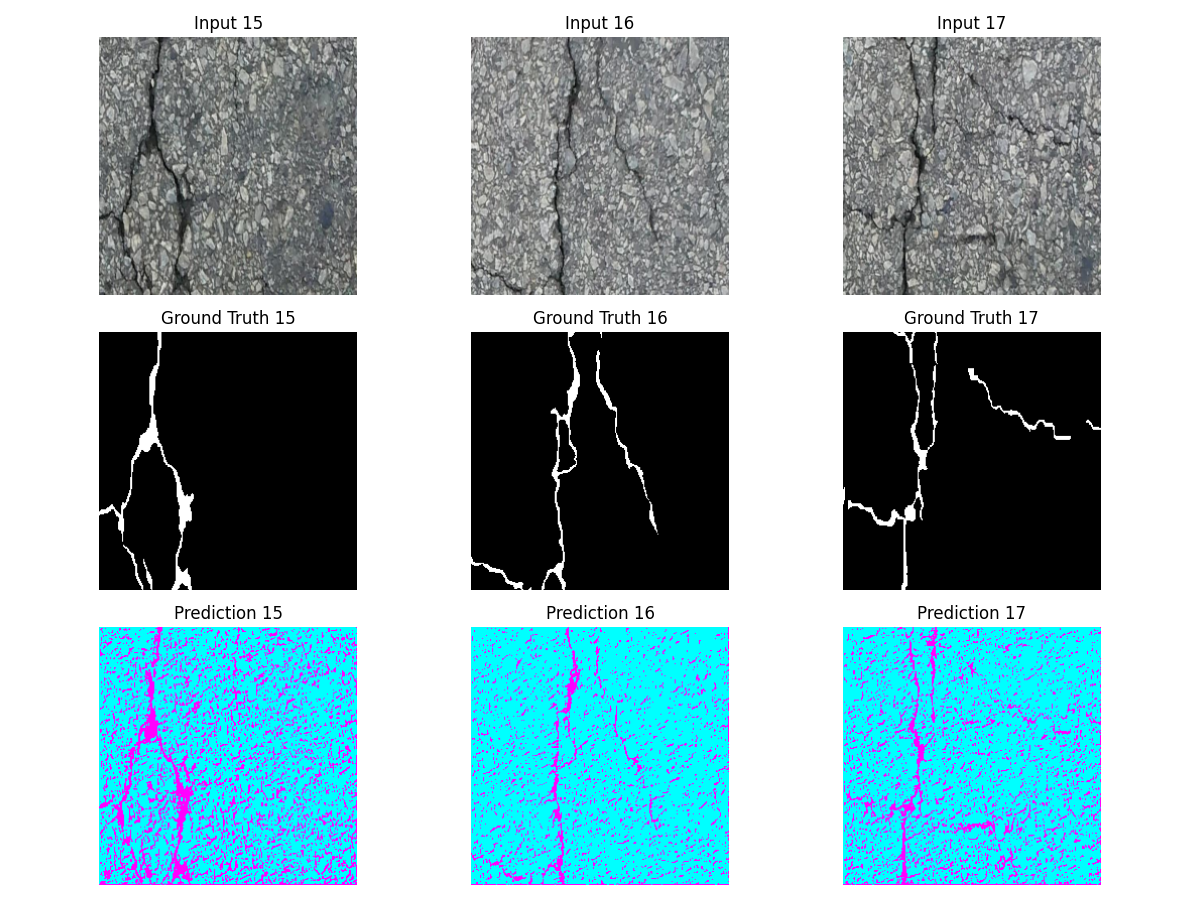 Input 15
Input 16
Input 17
Ground Truth 15
Ground Truth 16
Ground Truth 17
Prediction 15
Prediction 16
Prediction 17